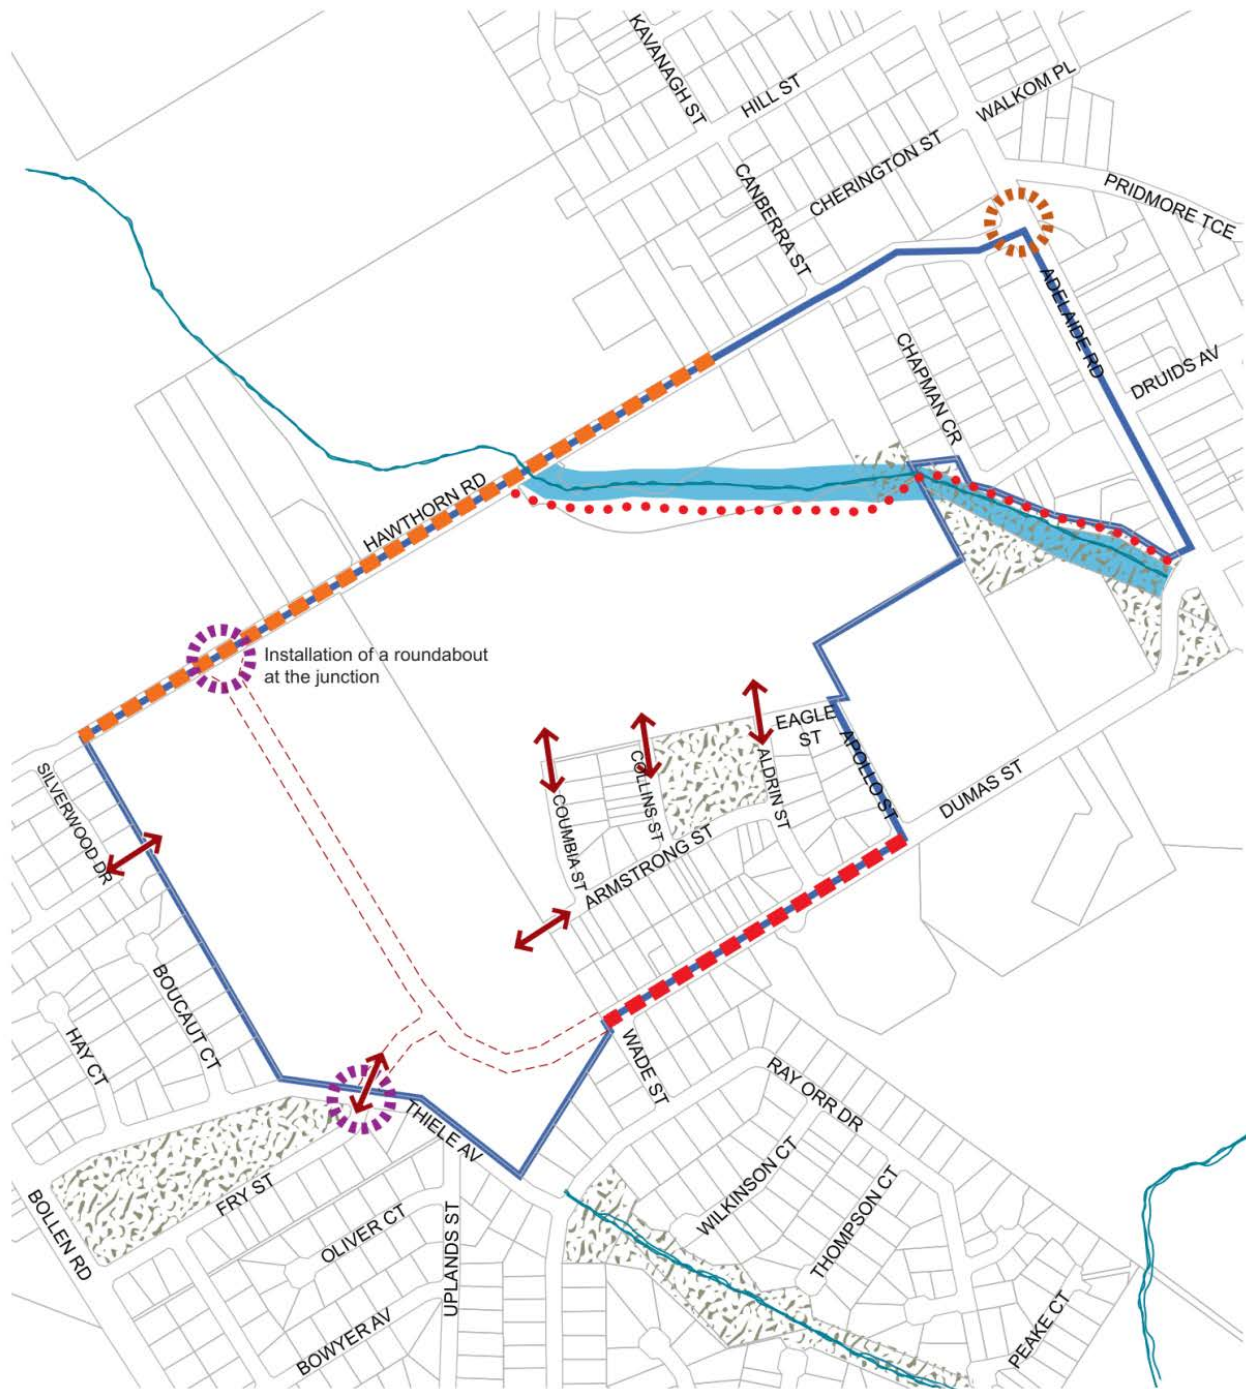 KAVANAGH ST
HILL ST
WALKOM PL
CANBERRA ST
CHERINGTON ST
PRIDMORE TCE
ADELAIDE RD
CHAPMAN CR
DRUIDS AV
HAWTHORN RD
Installation of a roundabout
at the junction
EAGLE
ST
SILVERWOOD DR
COLLINS ST
ALDRIN ST
APOLLO ST
DUMAS ST
COLUMBIA ST
ARMSTRONG ST
BOUCAUT CT
HAY CT
WADE ST
RAY ORR DR
THIELE AV
WILKINSON CT
FRY ST
BOLLEN RD
OLIVER CT
UPLANDS ST
THOMPSON CT
BOWYER AV
PEAKE CT